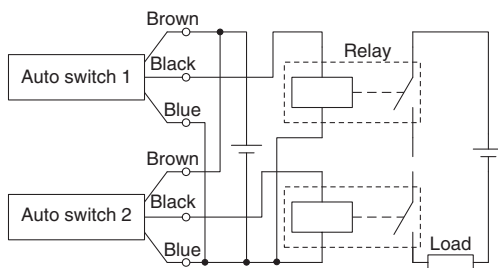 Brown
Relay
Auto switch 1
Black
Blue
Brown
Auto switch 2
Black
Blue
Load